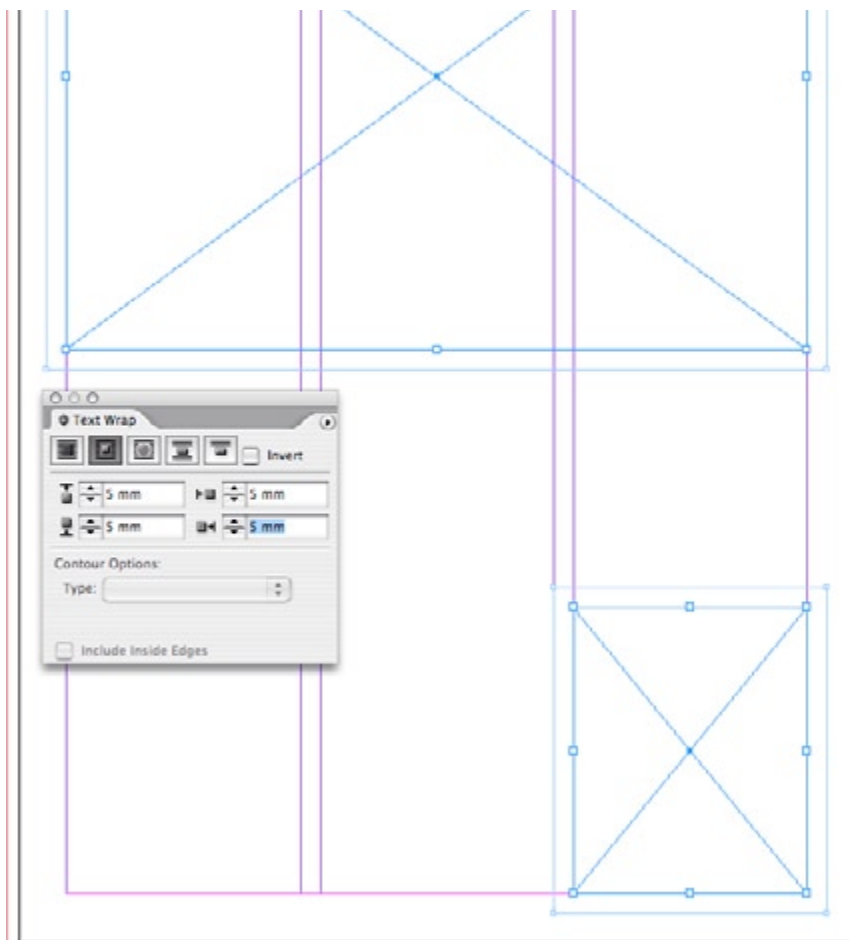 Text Wrap
Invert
5 mm 5 mm
5 mm 5 mm
Contour Options:
Type:
Include Inside Edges